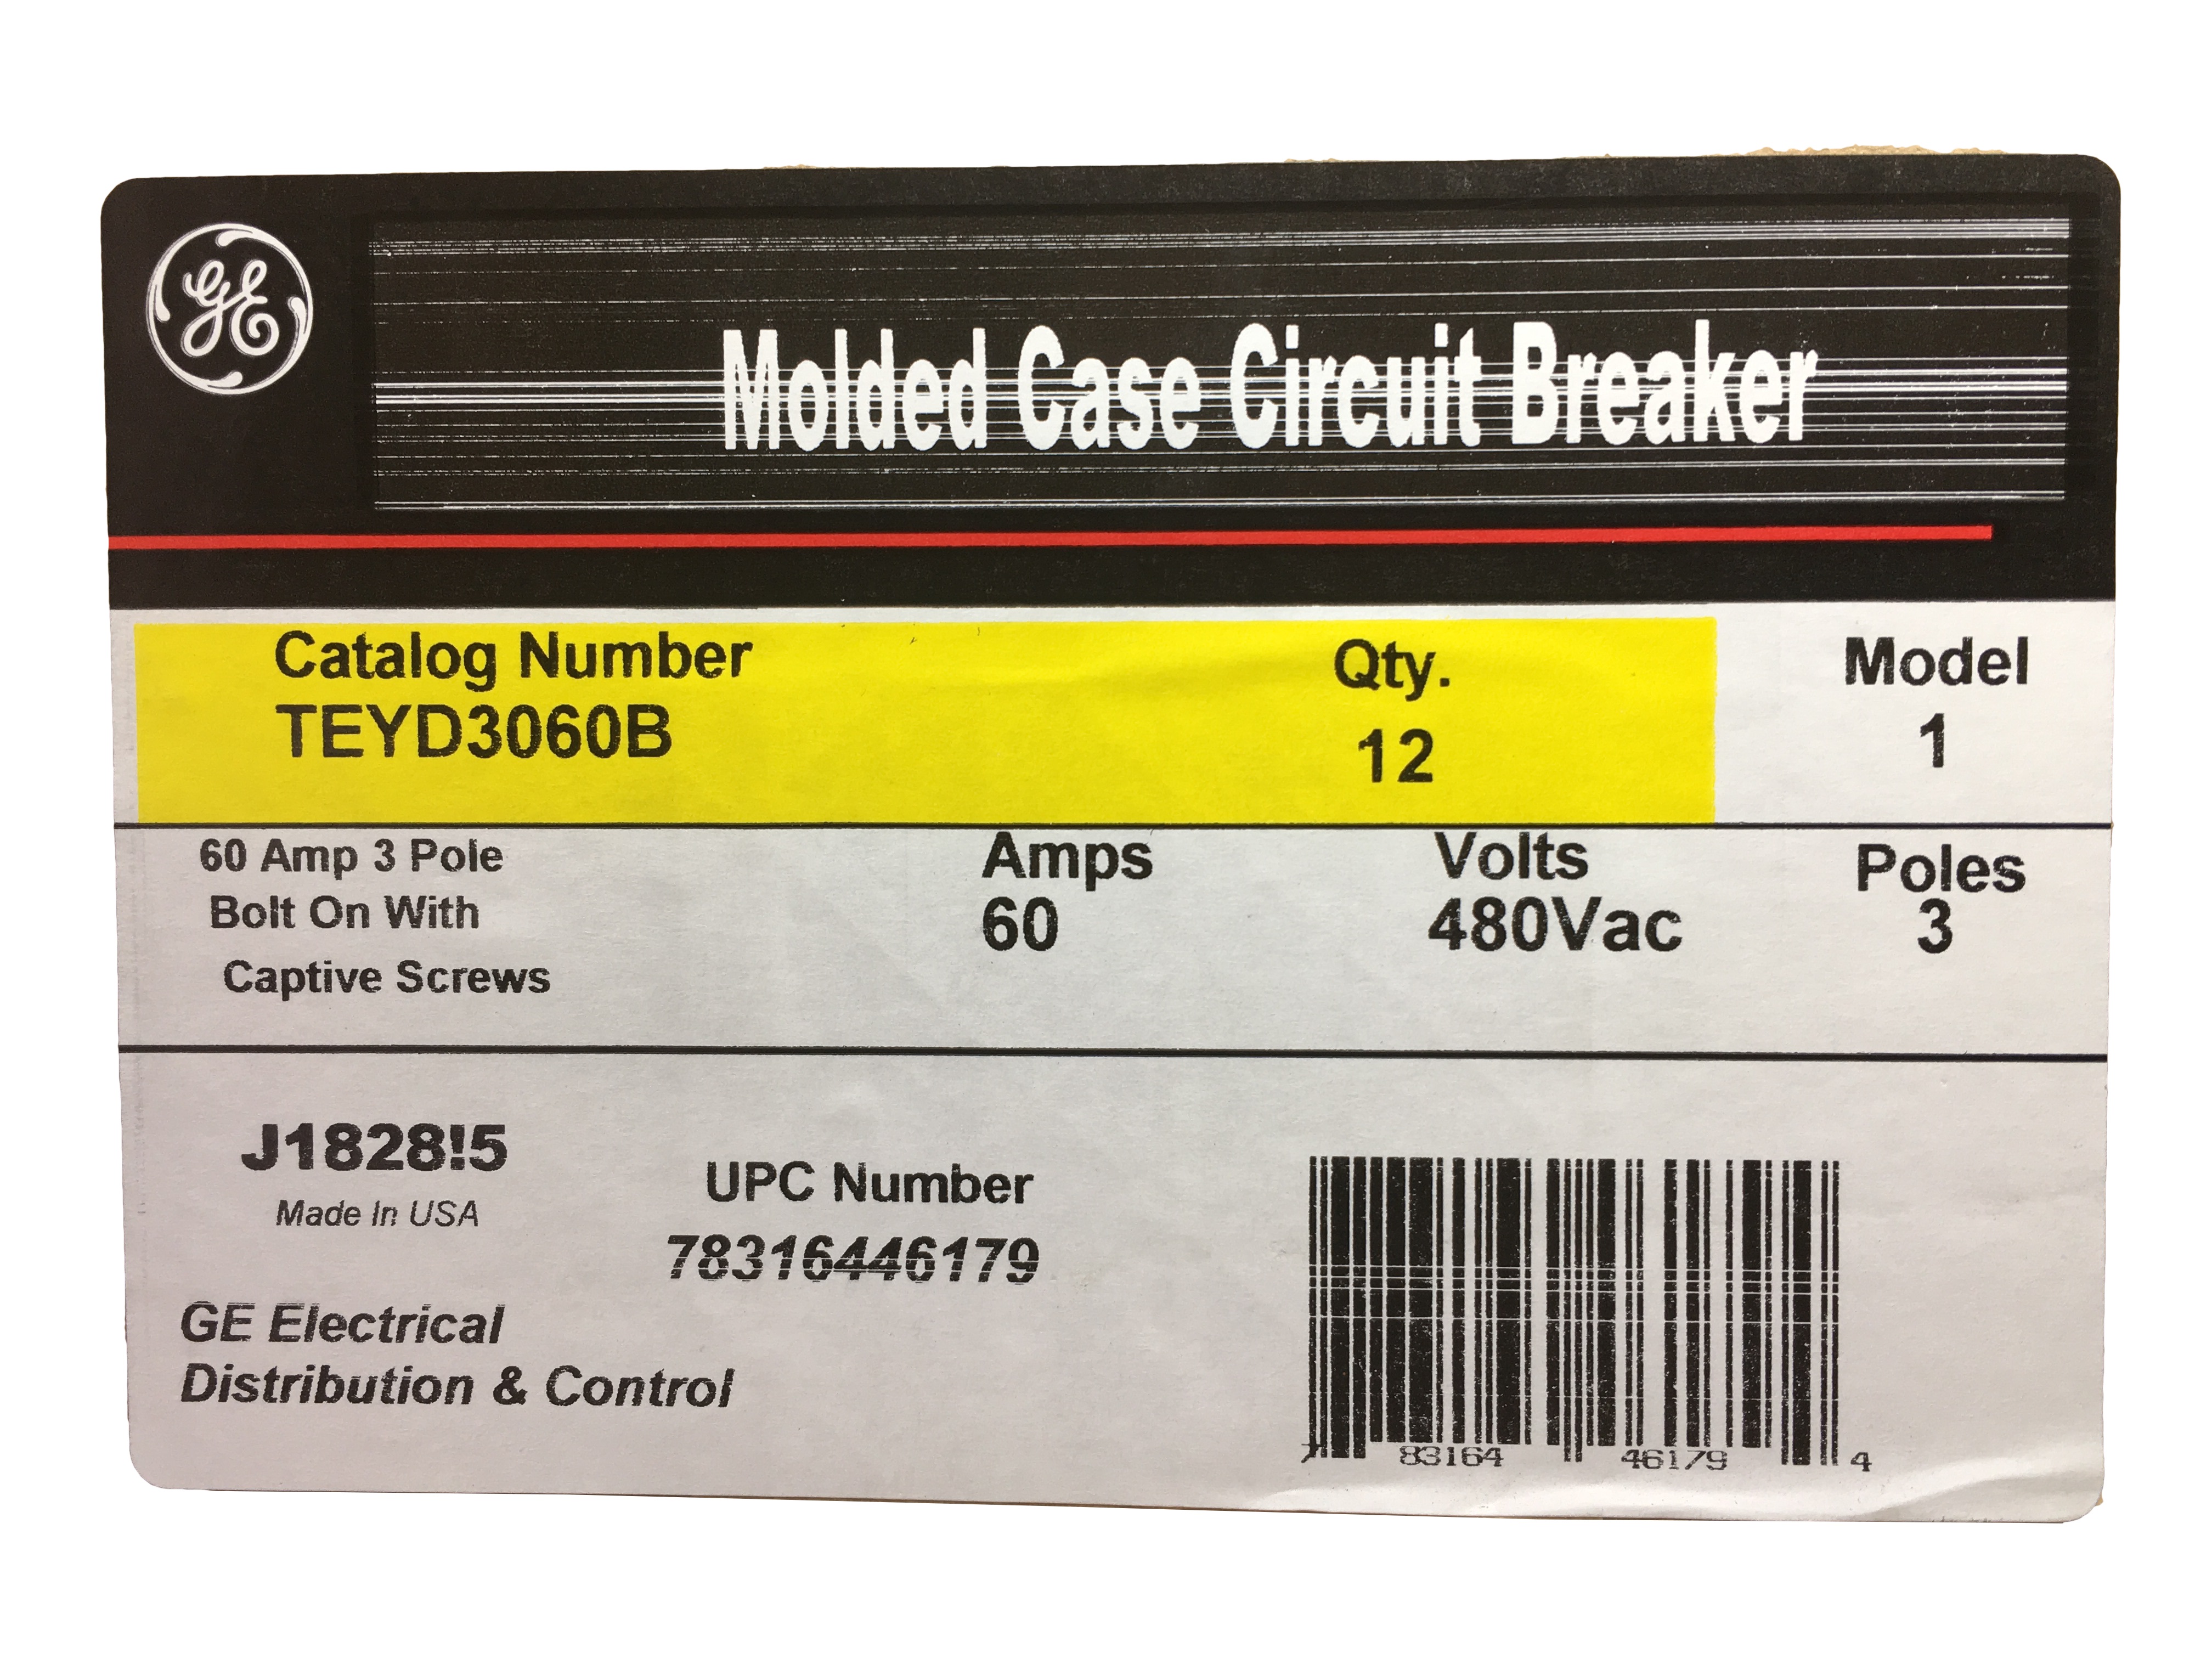 GE
Molded Case Circuit Breaker
Catalog Number
TEYD3060B
Qty.
12
Model
1
60 Amp 3 Pole
Bolt On With
Captive Screws
Amps
60
Volts
480Vac
Poles
3
J1828!5
Made In USA
UPC Number
78316446179
GE Electrical
Distribution & Control
7 83164 46179 4